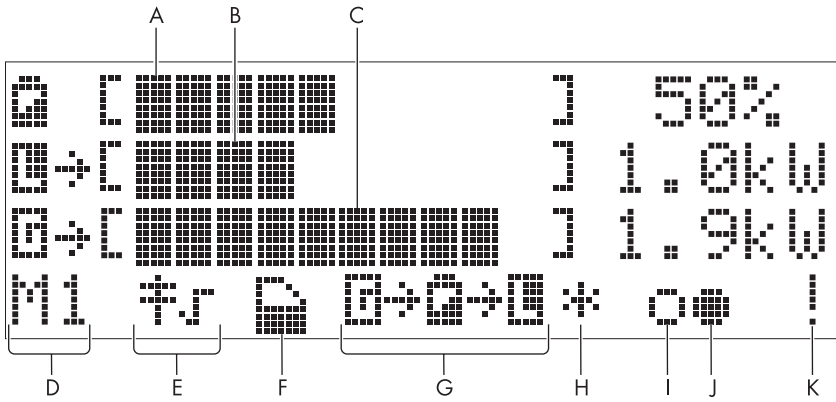 A B C
[ ] 50%
[ ] 1.0kW
[ ] 1.9kW
M1 * !
D E F G H I J K